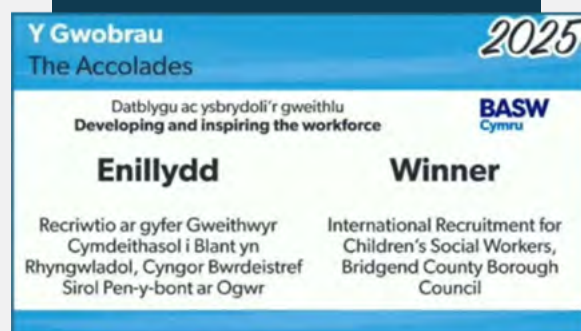 Y Gwobrau
The Accolades
2025
Datblygu ac ysbrydoli'r gweithlu
Developing and inspiring the workforce
BASW
Cymru
Enillydd
Recriwtio ar gyfer Gweithwyr
Cymdeithasol i Blant yn
Rhyngwladol, Cyngor Bwrdeistref
Sirol Pen-y-bont ar Ogwr
Winner
International Recruitment for
Children's Social Workers,
Bridgend County Borough
Council